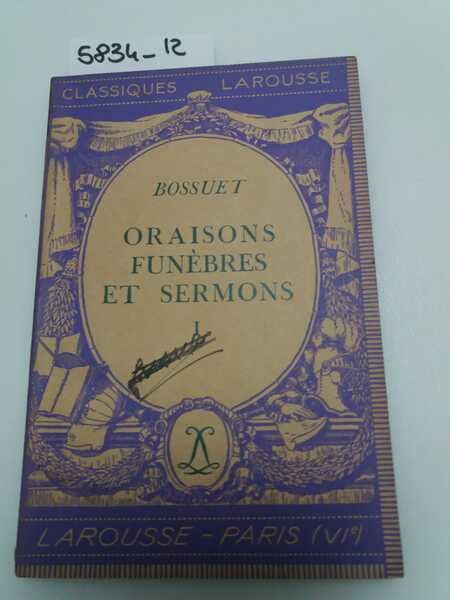 5834-12
CLASSIQUES LAROUSSE
BOSSUET
ORAISONS
FUNÈBRES
ET SERMONS
I
LAROUSSE - PARIS (VIe)